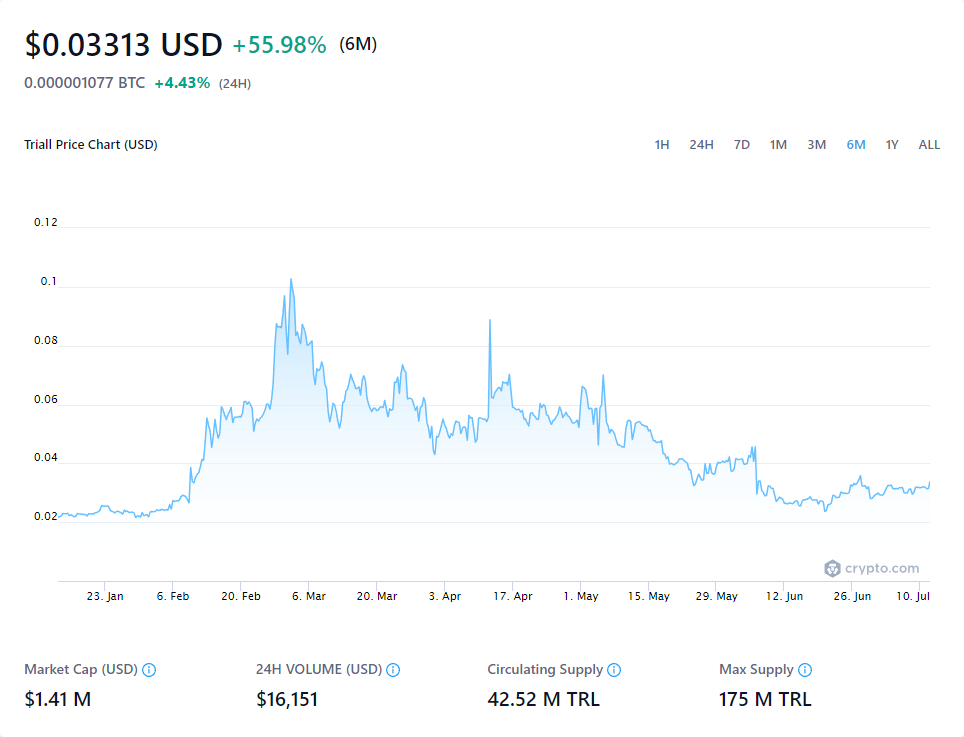 $0.03313 USD +55.98% (6M)
0.000001077 BTC +4.43% (24H)
Triall Price Chart (USD)
1H 24H 7D 1M 3M 6M 1Y ALL
0.12
0.1
0.08
0.06
0.04
0.02
crypto.com
23. Jan 6. Feb 20. Feb 6. Mar 20. Mar 3. Apr 17. Apr 1. May 15. May 29. May 12. Jun 26. Jun 10. Jul
Market Cap (USD) 24H VOLUME (USD) Circulating Supply Max Supply
$1.41 M $16,151 42.52 M TRL 175 M TRL